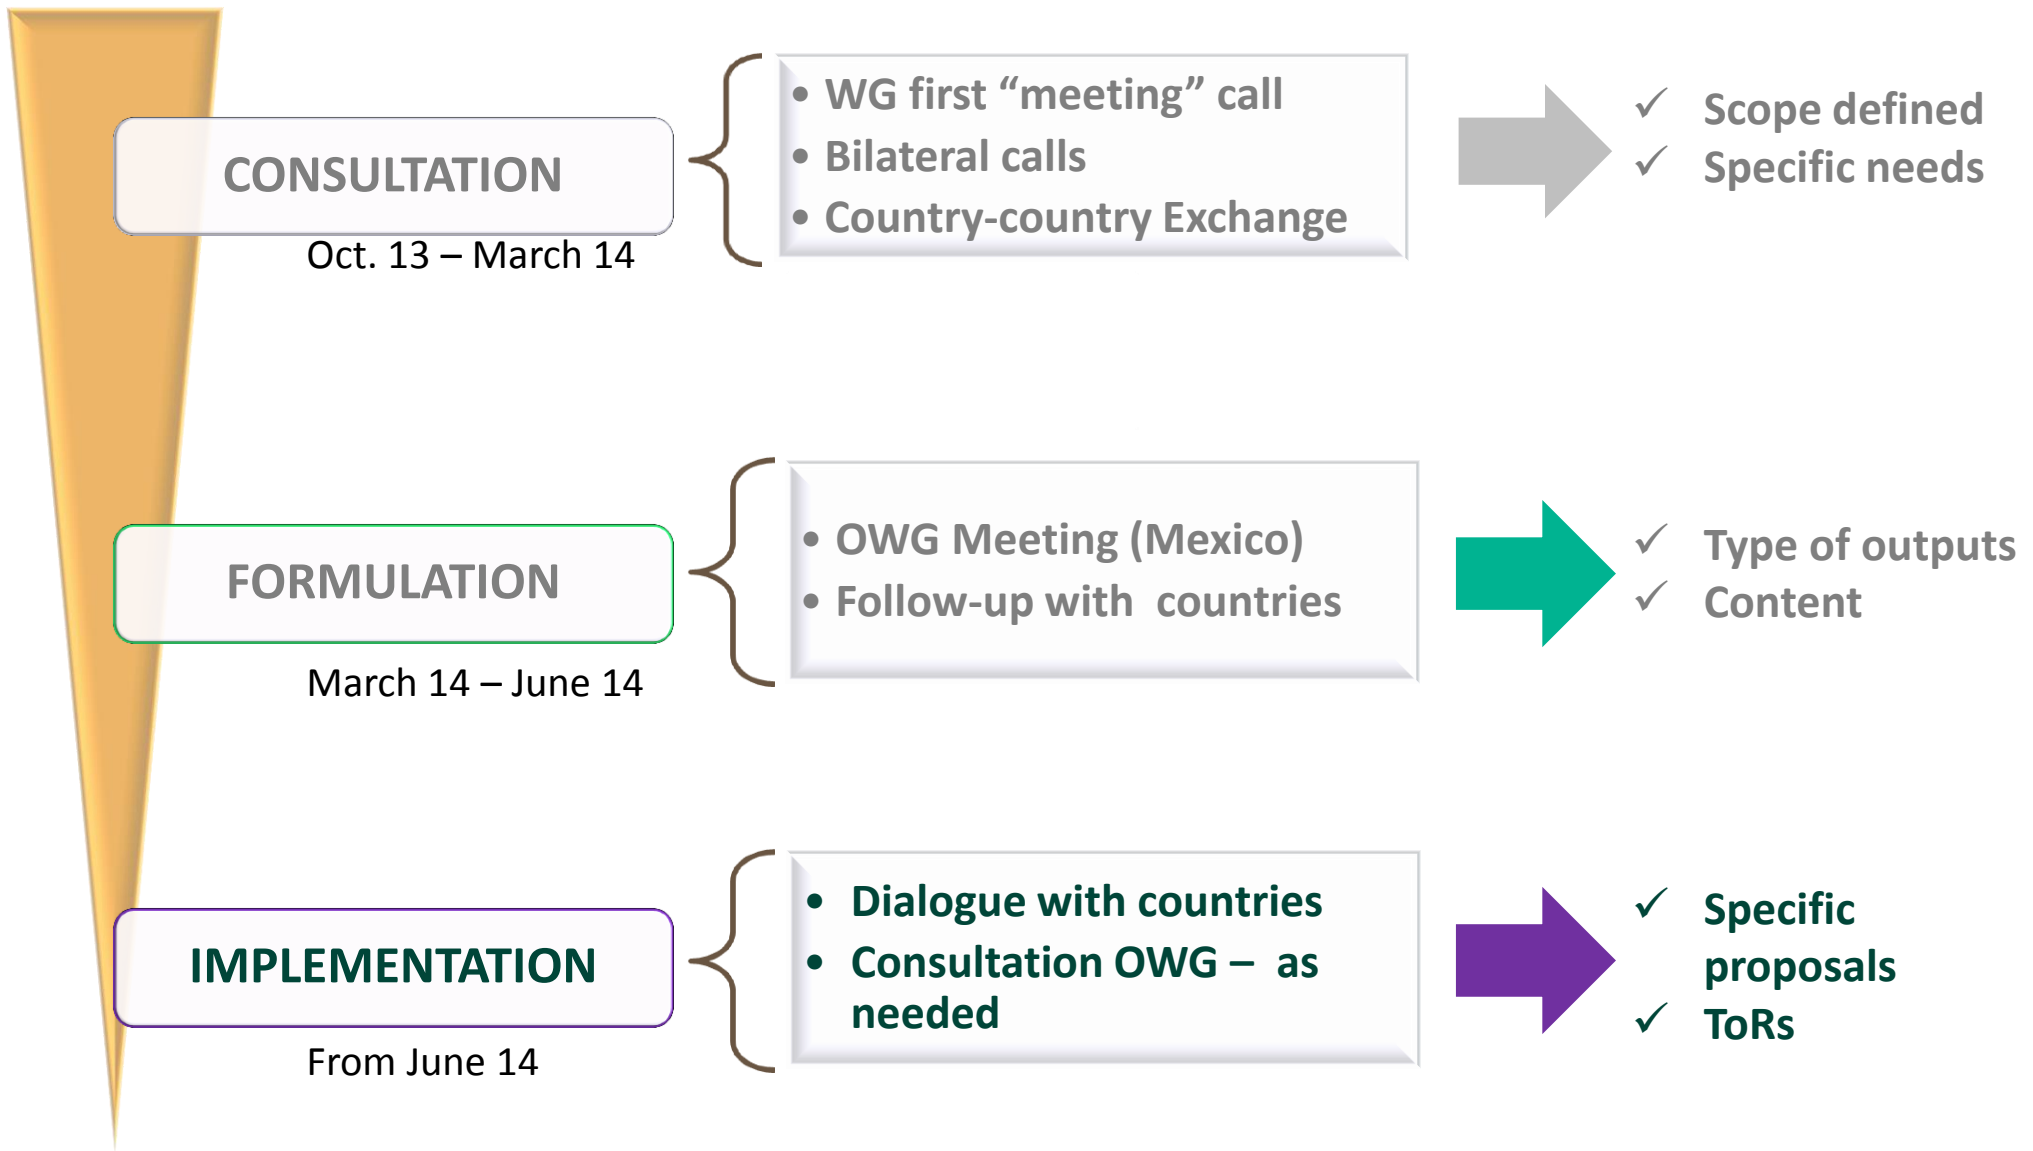 CONSULTATION
Oct. 13 – March 14
• WG first “meeting” call
• Bilateral calls
• Country-country Exchange
✓ Scope defined
✓ Specific needs
FORMULATION
March 14 – June 14
• OWG Meeting (Mexico)
• Follow-up with  countries
✓ Type of outputs
✓ Content
IMPLEMENTATION
From June 14
• Dialogue with countries
• Consultation OWG –  as
needed
✓ Specific
proposals
✓ ToRs